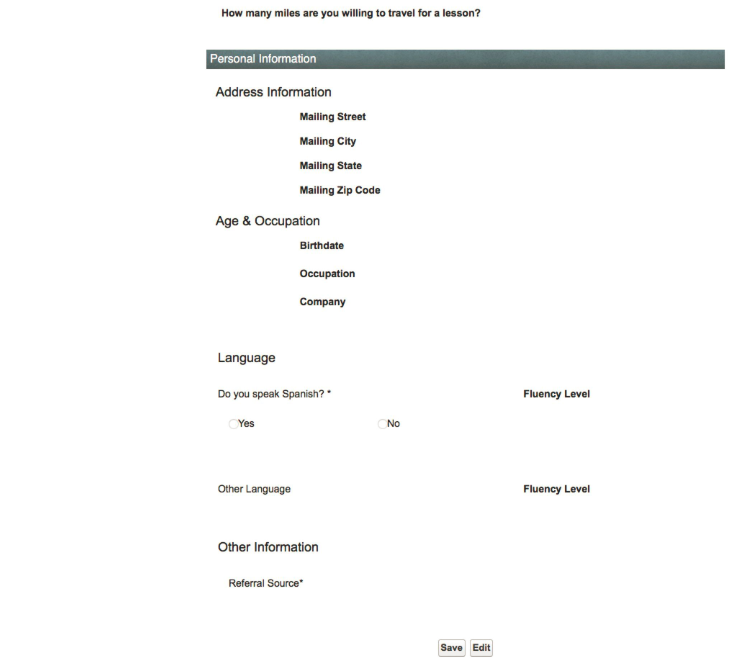 How many miles are you willing to travel for a lesson?
Personal Information
Address Information
Mailing Street
Mailing City
Mailing State
Mailing Zip Code
Age & Occupation
Birthdate
Occupation
Company
Language
Do you speak Spanish? * Fluency Level
Yes No
Other Language Fluency Level
Other Information
Referral Source*
Save Edit